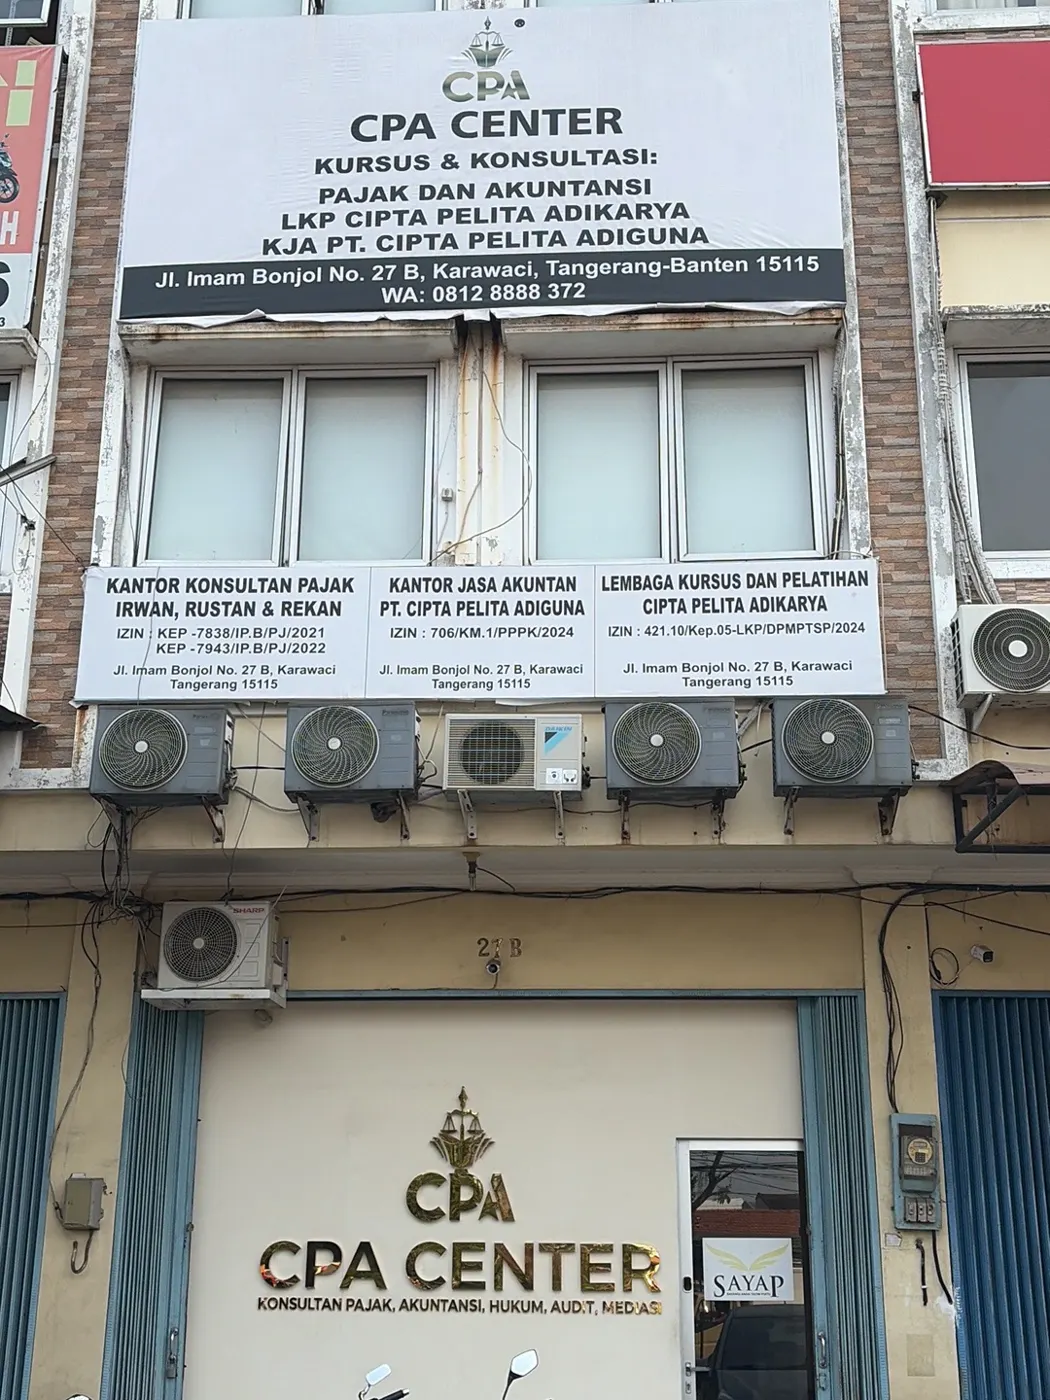 CPA
CPA CENTER
KURSUS & KONSULTASI:
PAJAK DAN AKUNTANSI
LKP CIPTA PELITA ADIKARYA
KJA PT. CIPTA PELITA ADIGUNA
Jl. Imam Bonjol No. 27 B, Karawaci, Tangerang-Banten 15115
WA: 0812 8888 372
KANTOR KONSULTAN PAJAK
IRWAN, RUSTAN & REKAN
IZIN : KEP -7838/IP.B/PJ/2021
KEP -7943/IP.B/PJ/2022
Jl. Imam Bonjol No. 27 B, Karawaci
Tangerang 15115
KANTOR JASA AKUNTAN
PT. CIPTA PELITA ADIGUNA
IZIN : 706/KM.1/PPPK/2024
Jl. Imam Bonjol No. 27 B, Karawaci
Tangerang 15115
LEMBAGA KURSUS DAN PELATIHAN
CIPTA PELITA ADIKARYA
IZIN : 421.10/Kep.05-LKP/DPMPTSP/2024
Jl. Imam Bonjol No. 27 B, Karawaci
Tangerang 15115
DAIKIN
SHARP
27 B
CPA
CPA CENTER
KONSULTAN PAJAK, AKUNTANSI, HUKUM, AUDIT, MEDIASI
SAYAP